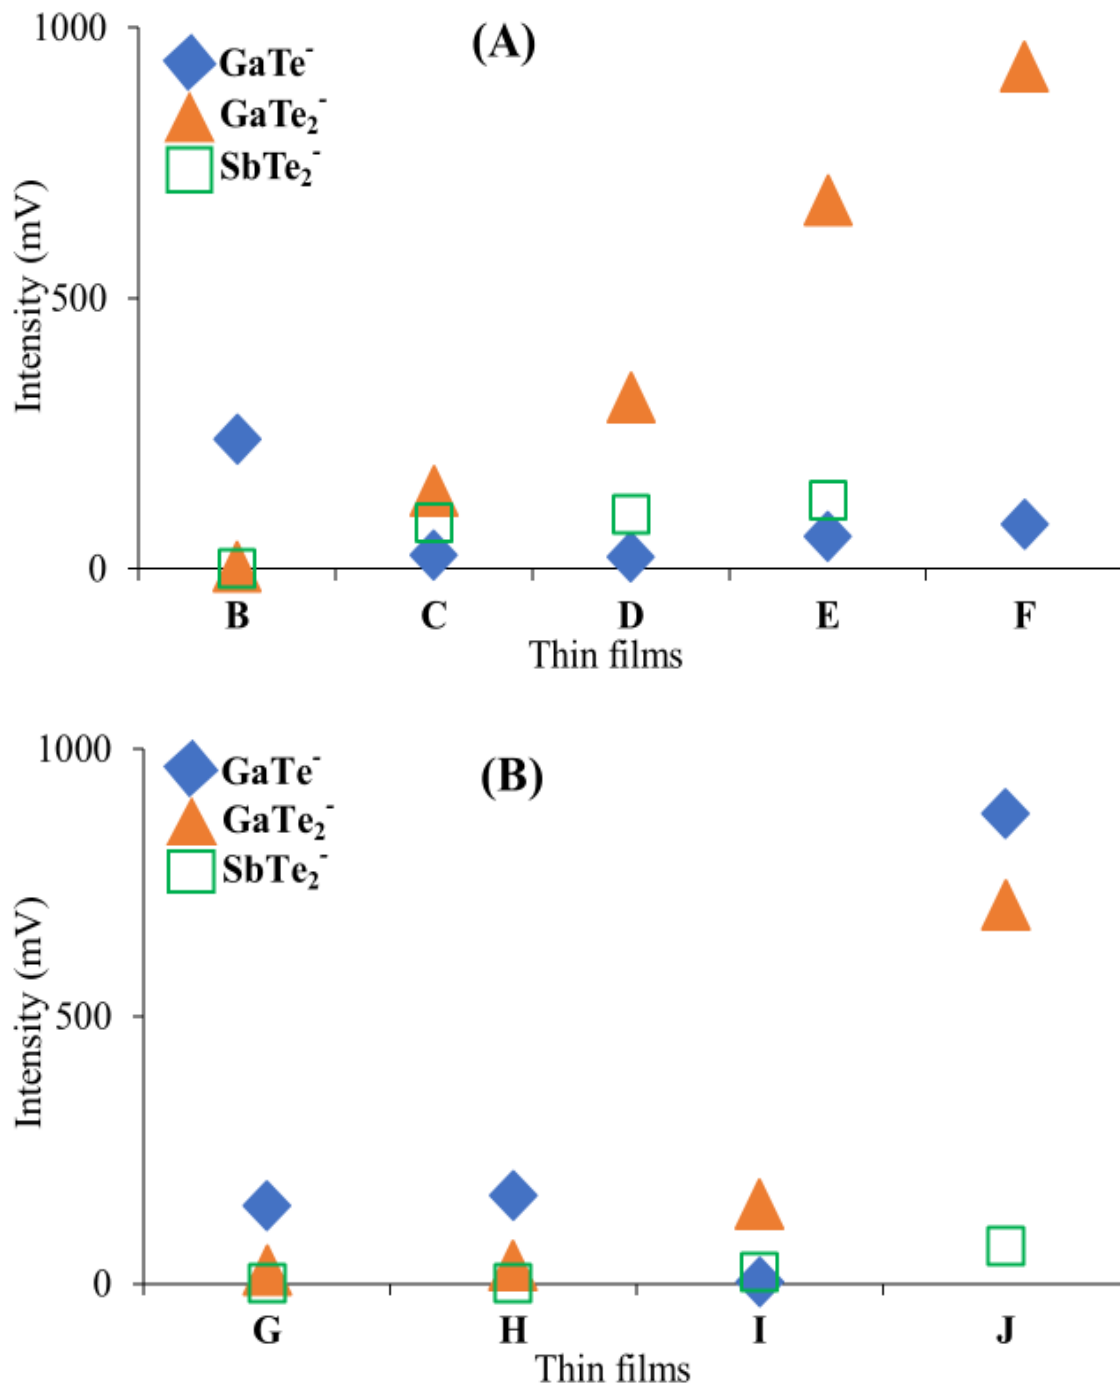 1000
(A)
GaTe⁻
GaTe₂⁻
SbTe₂⁻
Intensity (mV)
500
0
B C D E F
Thin films
1000
(B)
GaTe⁻
GaTe₂⁻
SbTe₂⁻
Intensity (mV)
500
0
G H I J
Thin films